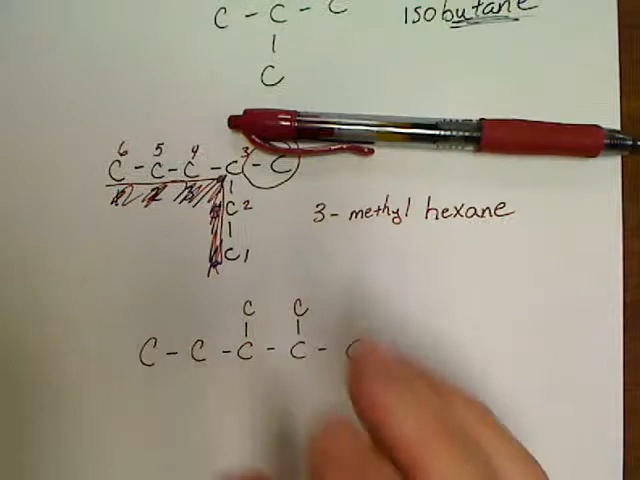 C - C - C
isobutane
|
C
6 5 4 3
C - C - C - C - C
|
C 2
|
C 1
3 - methyl hexane
C C
| |
C - C - C - C - C